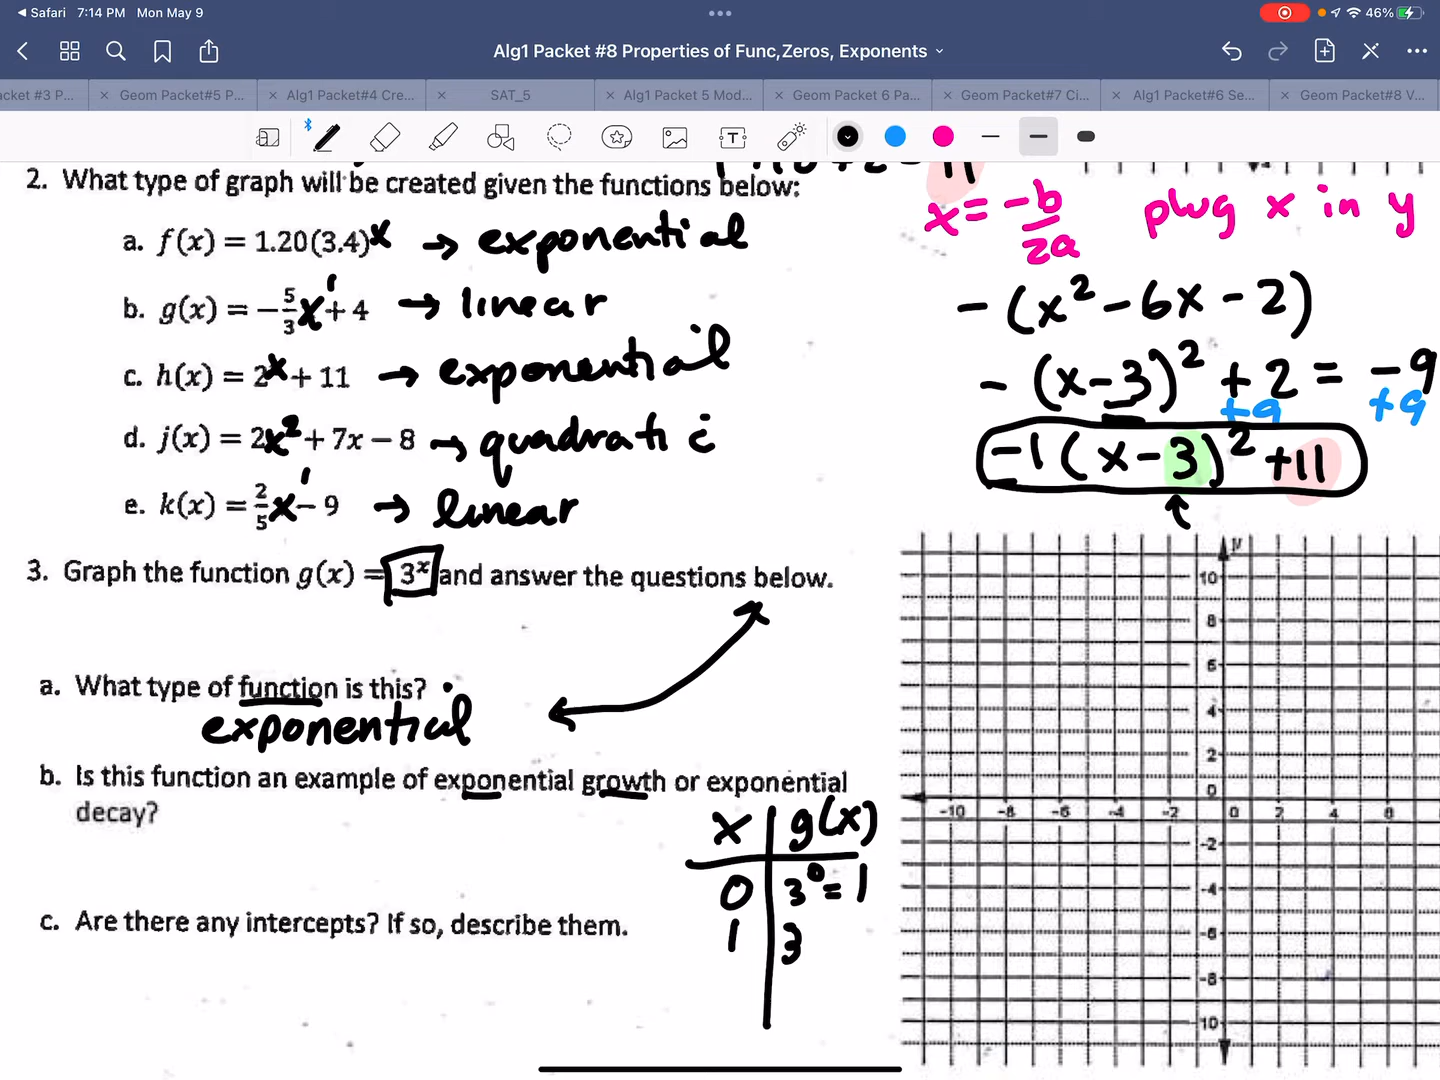 Safari 7:14 PM Mon May 9
46%
Alg1 Packet #8 Properties of Func,Zeros, Exponents
acket #3 P... × Geom Packet#5 P... × Alg1 Packet#4 Cre... × SAT_5 × Alg1 Packet 5 Mod... × Geom Packet 6 Pa... × Geom Packet#7 Ci... × Alg1 Packet#6 Se... × Geom Packet#8 V...
T
2. What type of graph will be created given the functions below:
a. f(x) = 1.20(3.4)^x → exponential
b. g(x) = -5/3 x^1 + 4 → linear
c. h(x) = 2^x + 11 → exponential
d. j(x) = 2x² + 7x − 8 → quadratic
e. k(x) = 2/5 x^1 − 9 → linear
x = -b/2a plug x in y
-(x² - 6x - 2)
-(x-3)² + 2 = -9
+9 +9
-1(x-3)² +11
3. Graph the function g(x) = 3ˣ and answer the questions below.
a. What type of function is this?
exponential
b. Is this function an example of exponential growth or exponential
decay?
x g(x)
0 3⁰ = 1
1 3
c. Are there any intercepts? If so, describe them.
y
10
8
6
4
2
0
-10 -8 -6 -4 -2 0 2 4 6
-2
-4
-6
-8
10